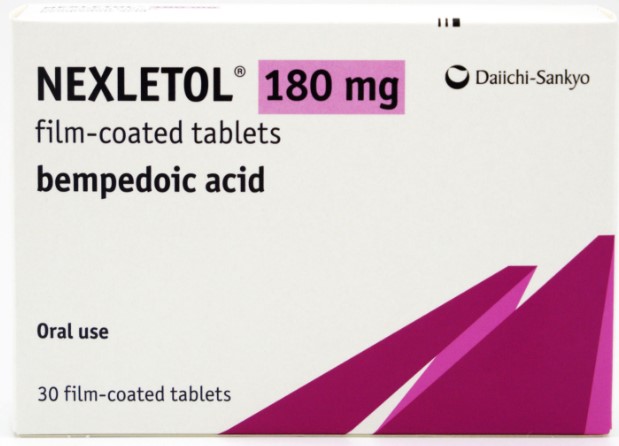 NEXLETOL® 180 mg
Daiichi-Sankyo
film-coated tablets
bempedoic acid
Oral use
30 film-coated tablets